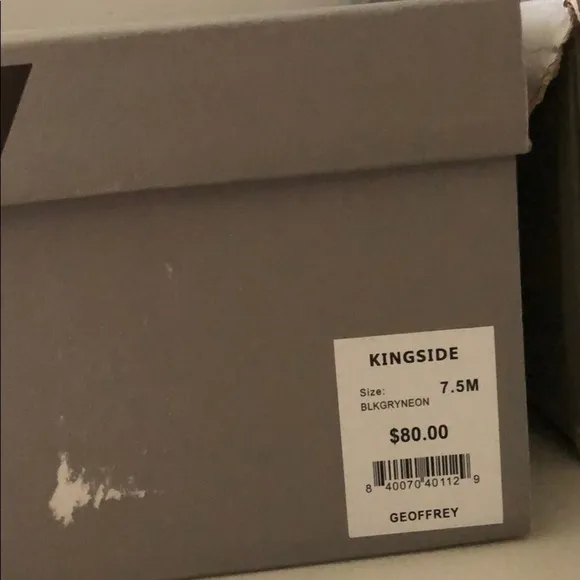 KINGSIDE
Size: 7.5M
BLKGRYNEON
$80.00
8 40070 40112 9
GEOFFREY